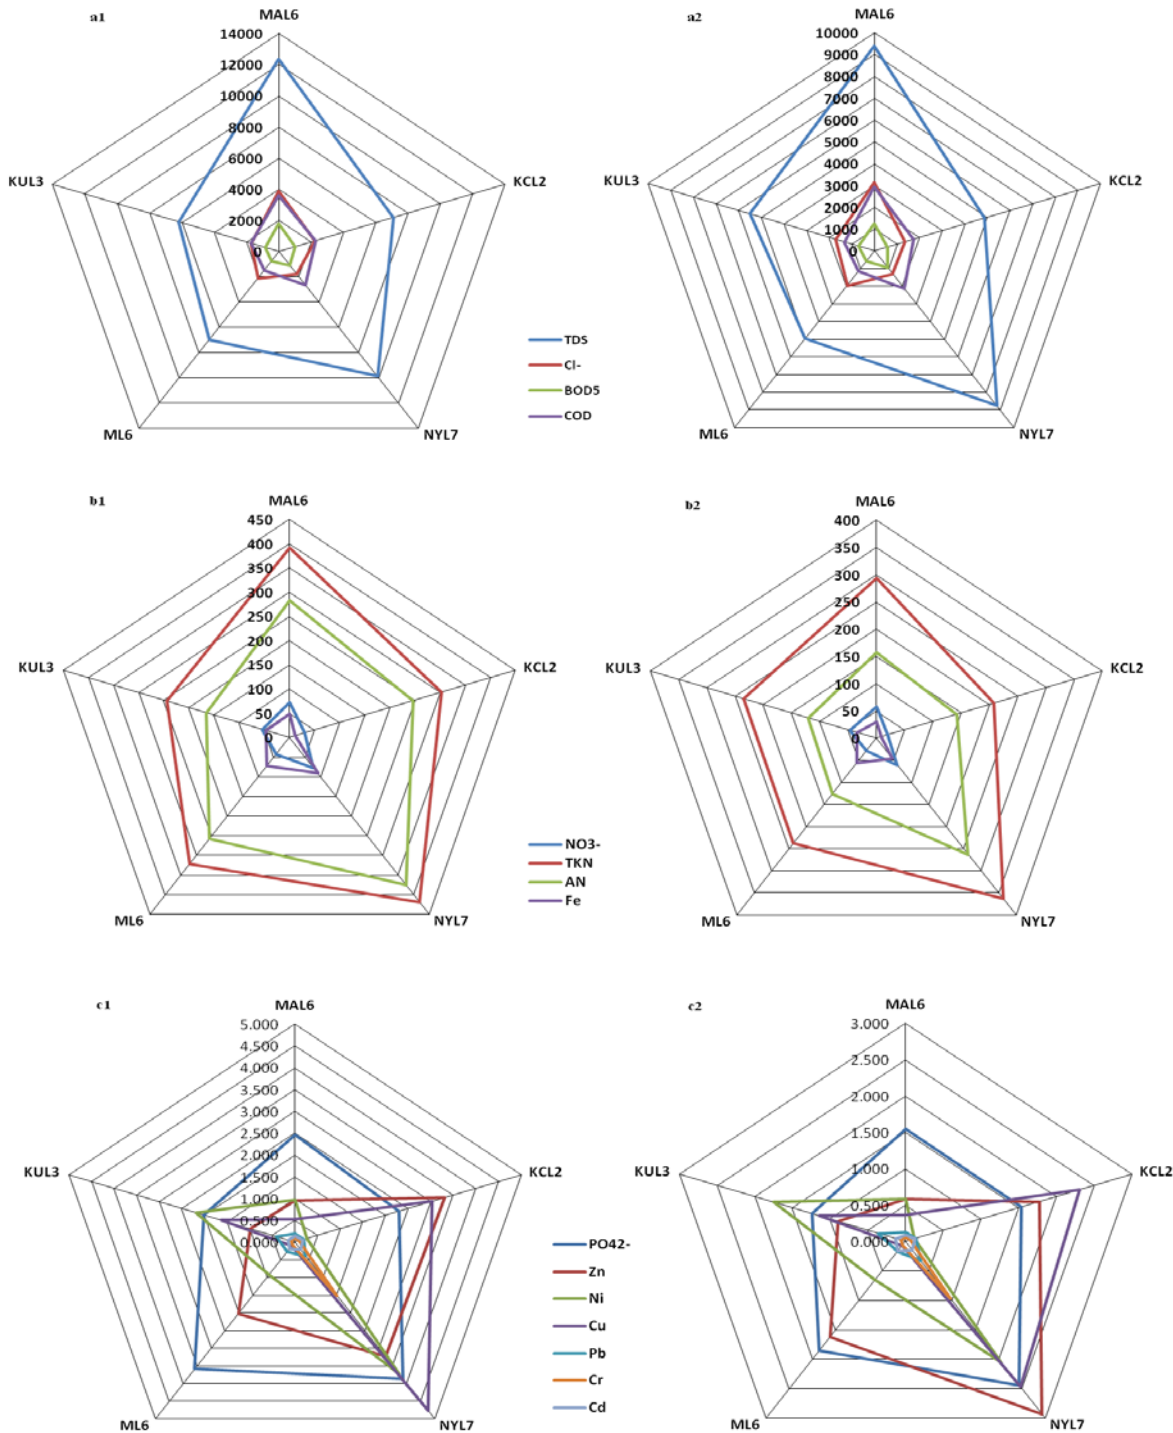 a1
MAL6
14000
12000
10000
8000
6000
4000
2000
0
KUL3
KCL2
ML6
NYL7
a2
MAL6
10000
9000
8000
7000
6000
5000
4000
3000
2000
1000
0
KUL3
KCL2
ML6
NYL7
TDS
Cl-
BOD5
COD
b1
MAL6
450
400
350
300
250
200
150
100
50
0
KUL3
KCL2
ML6
NYL7
b2
MAL6
400
350
300
250
200
150
100
50
0
KUL3
KCL2
ML6
NYL7
NO3-
TKN
AN
Fe
c1
MAL6
5.000
4.500
4.000
3.500
3.000
2.500
2.000
1.500
1.000
0.500
0.000
KUL3
KCL2
ML6
NYL7
c2
MAL6
3.000
2.500
2.000
1.500
1.000
0.500
0.000
KUL3
KCL2
ML6
NYL7
PO42-
Zn
Ni
Cu
Pb
Cr
Cd